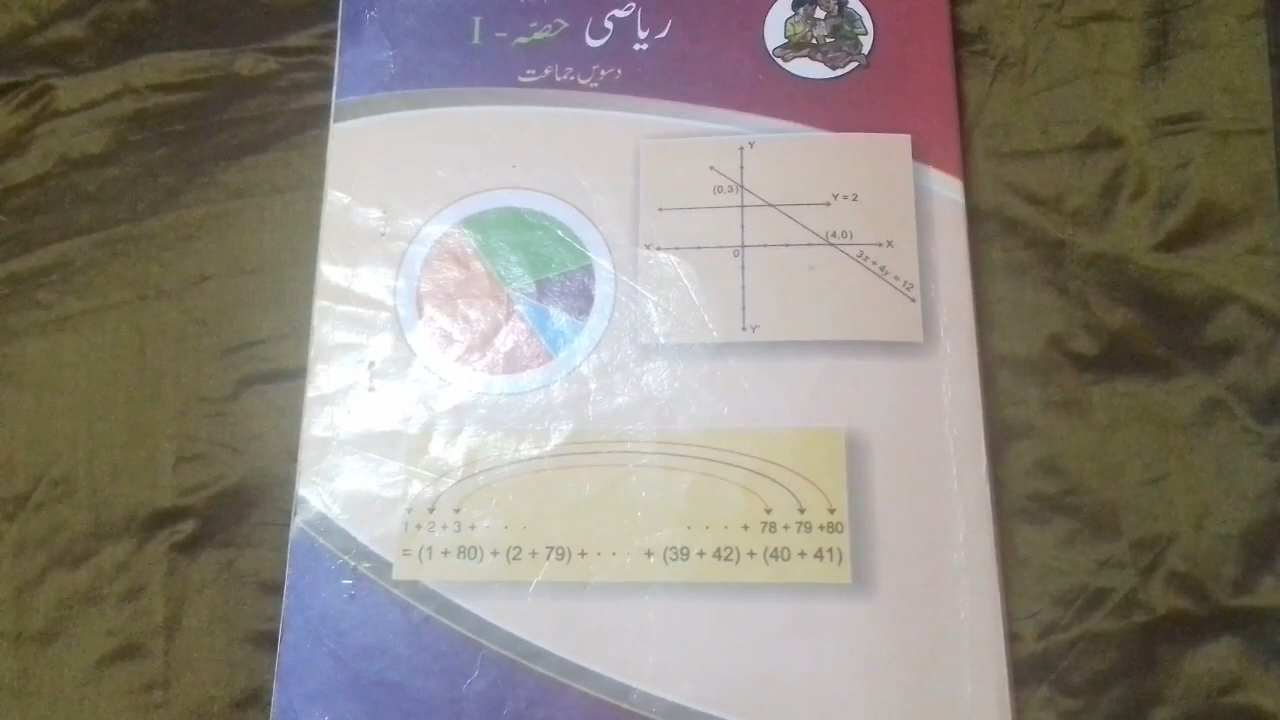 ریاضی حصّہ - I
دسویں جماعت
Y
(0,3)
Y = 2
(4,0)
X' X
0
3x + 4y = 12
Y'
1 + 2 + 3 + · · · · · · · + 78 + 79 +80
= (1 + 80) + (2 + 79) + · · · + (39 + 42) + (40 + 41)